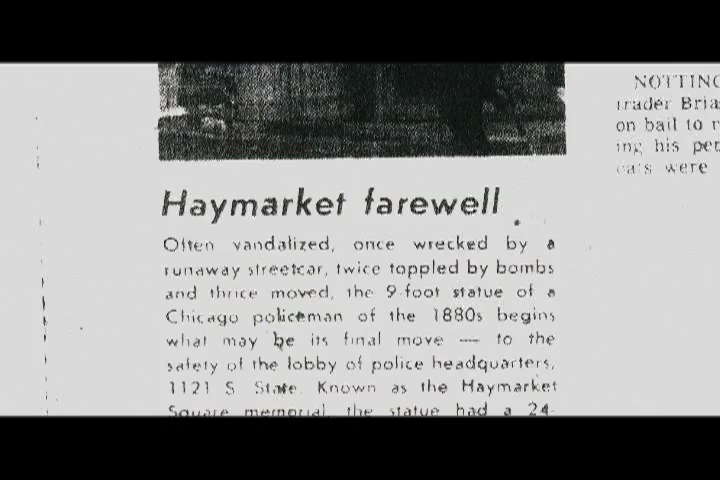 Haymarket farewell
Often vandalized, once wrecked by a
runaway streetcar, twice toppled by bombs
and thrice moved, the 9-foot statue of a
Chicago policeman of the 1880s begins
what may be its final move — to the
safety of the lobby of police headquarters,
1121 S State. Known as the Haymarket
Square memorial, the statue had a 24-
NOTTING
trader Bria
on bail to r
ing his pet
cats were